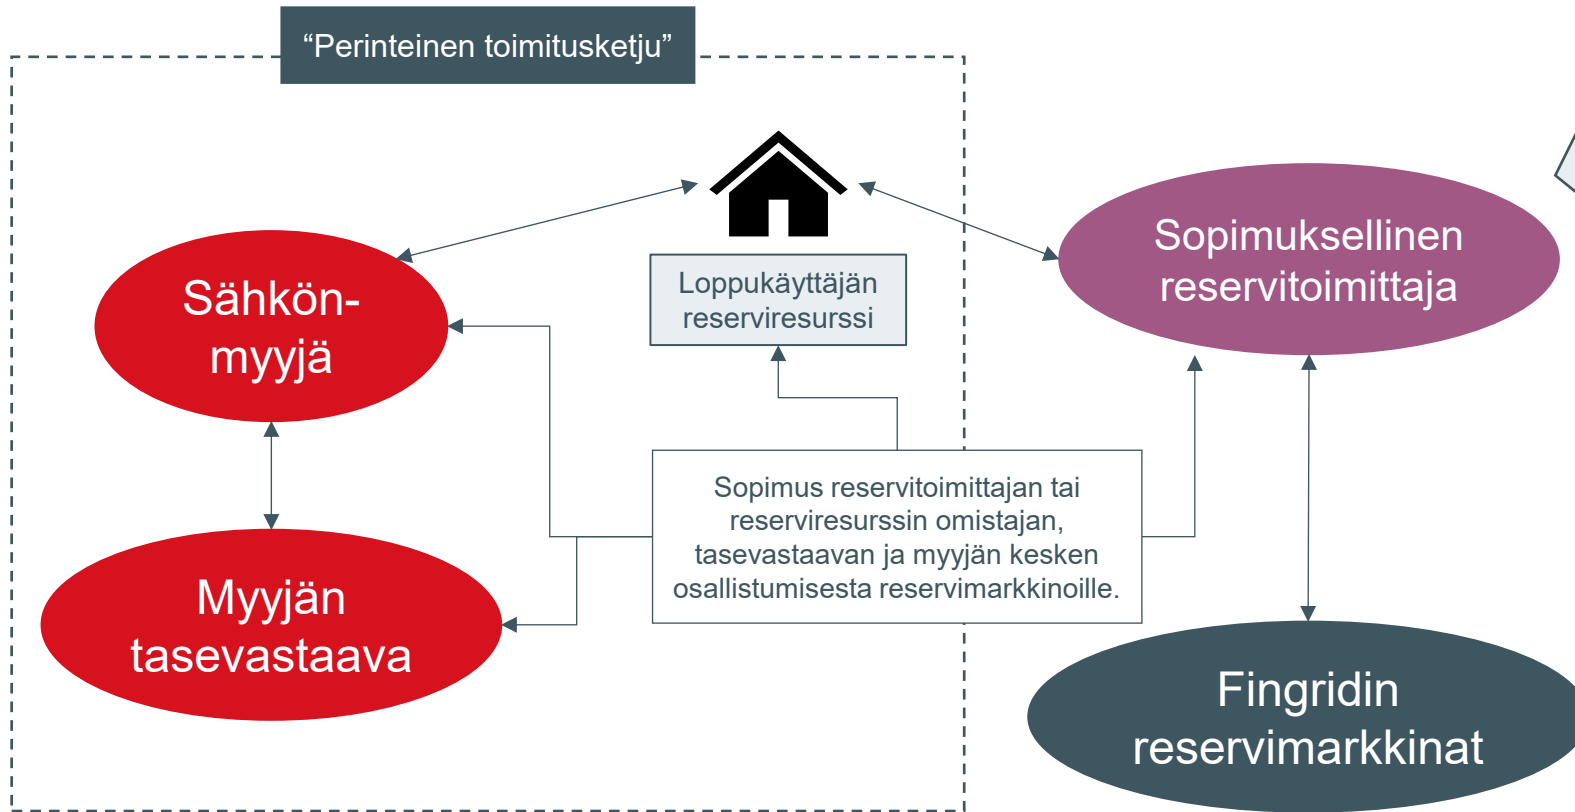 “Perinteinen toimitusketju”
Sopimuksellinen
reservitoimittaja
Loppukäyttäjän
reserviresurssi
Sähkön-
myyjä
Sopimus reservitoimittajan tai
reserviresurssin omistajan,
tasevastaavan ja myyjän kesken
osallistumisesta reservimarkkinoille.
Myyjän
tasevastaava
Fingridin
reservimarkkinat